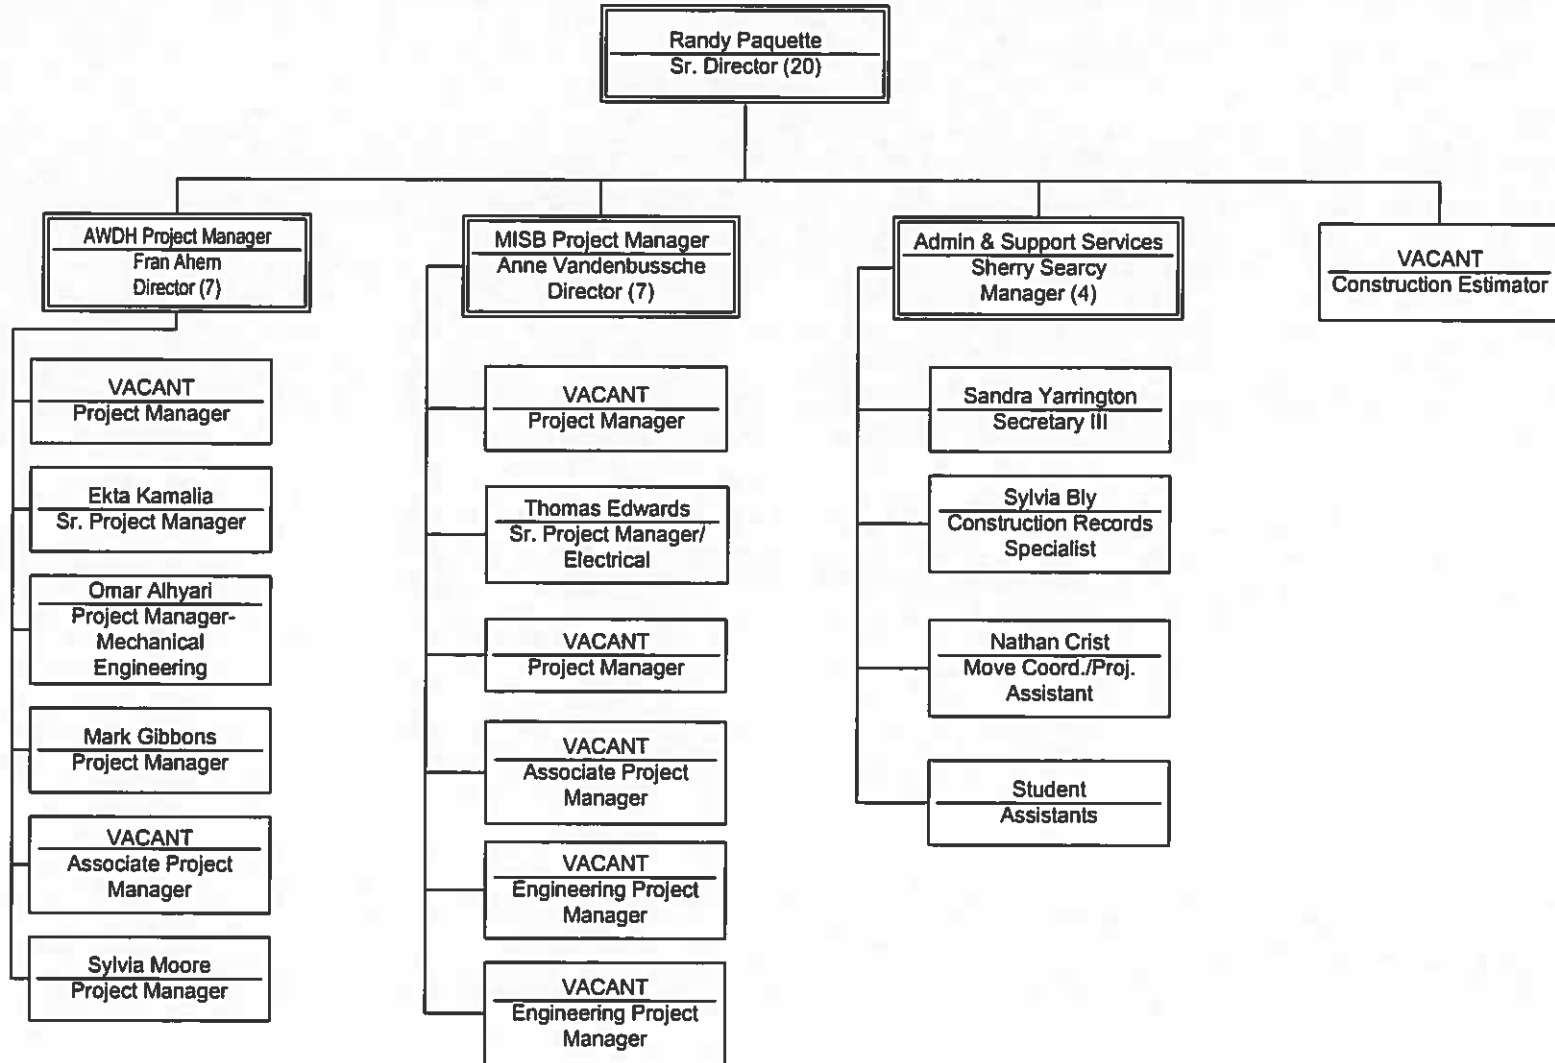 Randy Paquette
Sr. Director (20)
AWDH Project Manager
Fran Ahern
Director (7)
VACANT
Project Manager
Ekta Kamalia
Sr. Project Manager
Omar Alhyari
Project Manager-
Mechanical
Engineering
Mark Gibbons
Project Manager
VACANT
Associate Project
Manager
Sylvia Moore
Project Manager
MISB Project Manager
Anne Vandenbussche
Director (7)
VACANT
Project Manager
Thomas Edwards
Sr. Project Manager/
Electrical
VACANT
Project Manager
VACANT
Associate Project
Manager
VACANT
Engineering Project
Manager
VACANT
Engineering Project
Manager
Admin & Support Services
Sherry Searcy
Manager (4)
Sandra Yarrington
Secretary III
Sylvia Bly
Construction Records
Specialist
Nathan Crist
Move Coord./Proj.
Assistant
Student
Assistants
VACANT
Construction Estimator